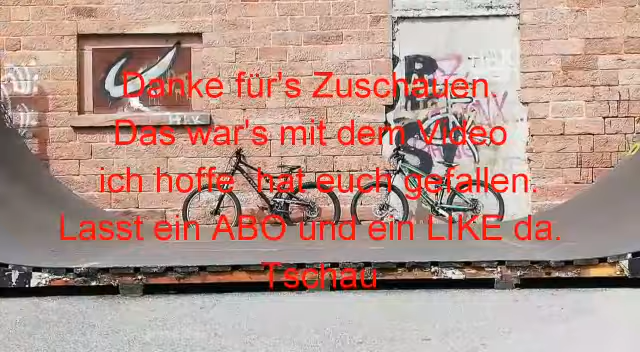 Danke für's Zuschauen.
Das war's mit dem Video
ich hoffe hat euch gefallen.
Lasst ein ABO und ein LIKE da.
Tschau